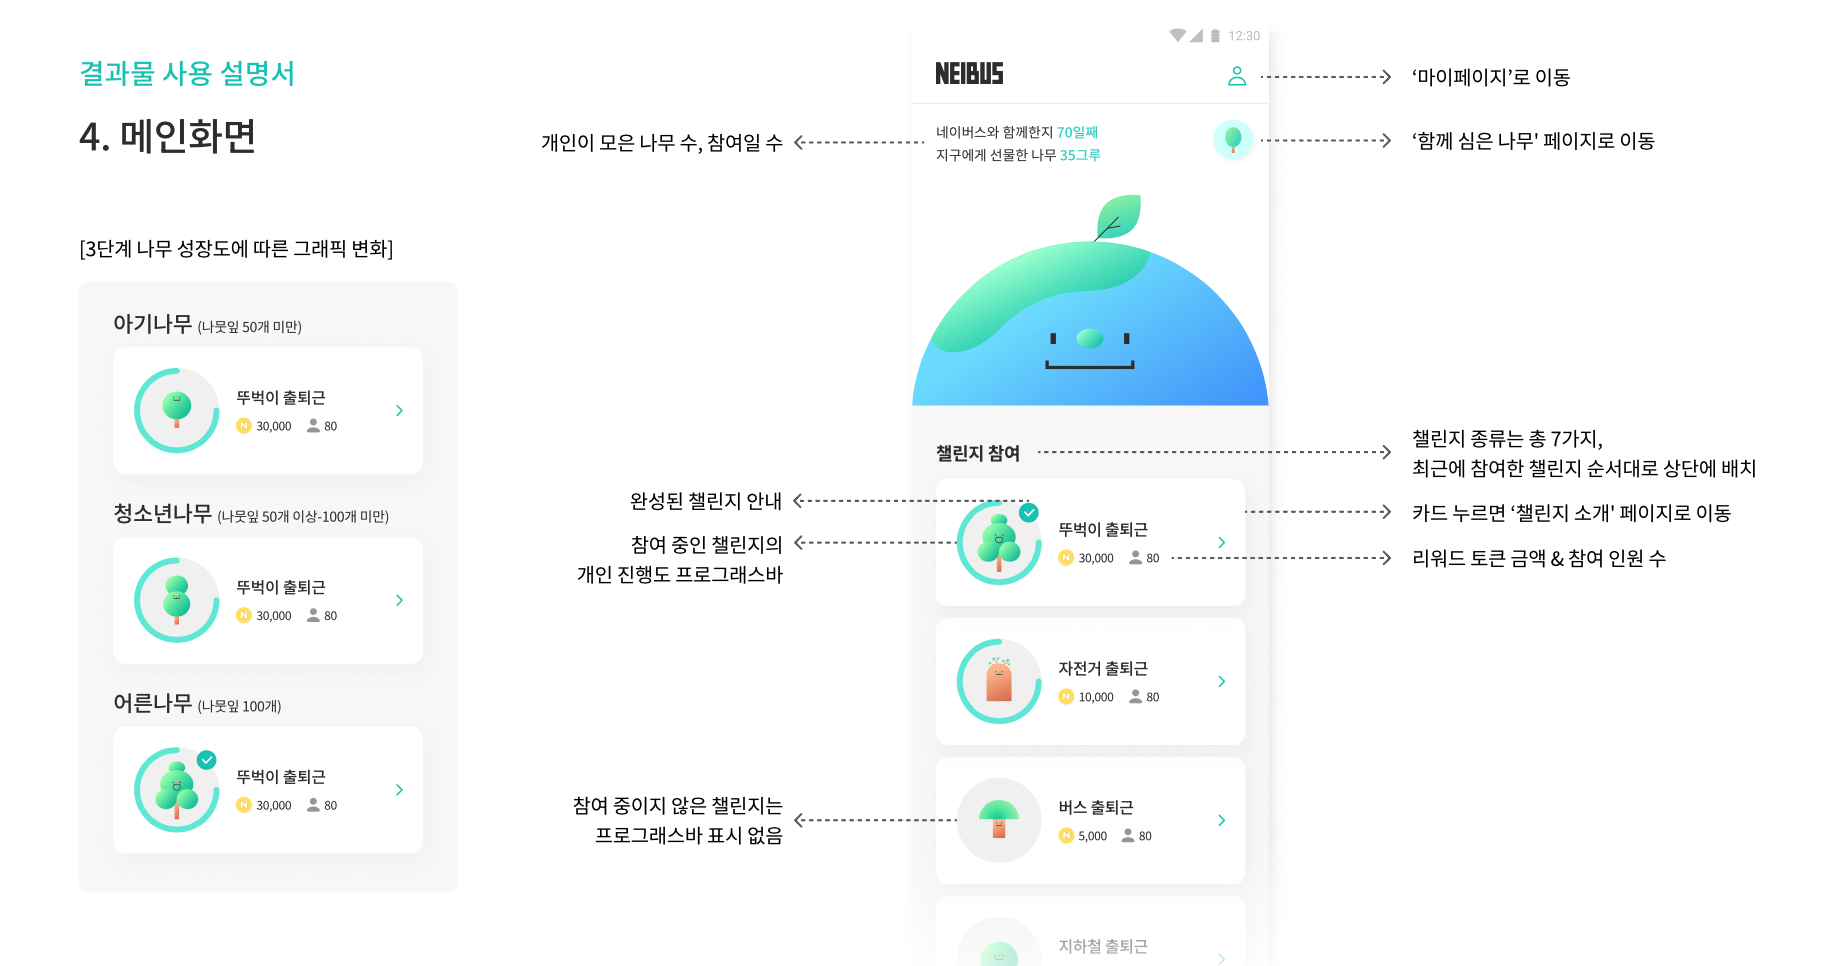 결과물 사용 설명서
4. 메인화면
[3단계 나무 성장도에 따른 그래픽 변화]
아기나무 (나뭇잎 50개 미만)
뚜벅이 출퇴근
N 30,000 80
청소년나무 (나뭇잎 50개 이상-100개 미만)
뚜벅이 출퇴근
N 30,000 80
어른나무 (나뭇잎 100개)
뚜벅이 출퇴근
N 30,000 80
개인이 모은 나무 수, 참여일 수
완성된 챌린지 안내
참여 중인 챌린지의
개인 진행도 프로그래스바
참여 중이지 않은 챌린지는
프로그래스바 표시 없음
12:30
NEIBUS
네이버스와 함께한지 70일째
지구에게 선물한 나무 35그루
챌린지 참여
뚜벅이 출퇴근
N 30,000 80
자전거 출퇴근
N 10,000 80
버스 출퇴근
N 5,000 80
지하철 출퇴근
‘마이페이지’로 이동
‘함께 심은 나무' 페이지로 이동
챌린지 종류는 총 7가지,
최근에 참여한 챌린지 순서대로 상단에 배치
카드 누르면 ‘챌린지 소개' 페이지로 이동
리워드 토큰 금액 & 참여 인원 수